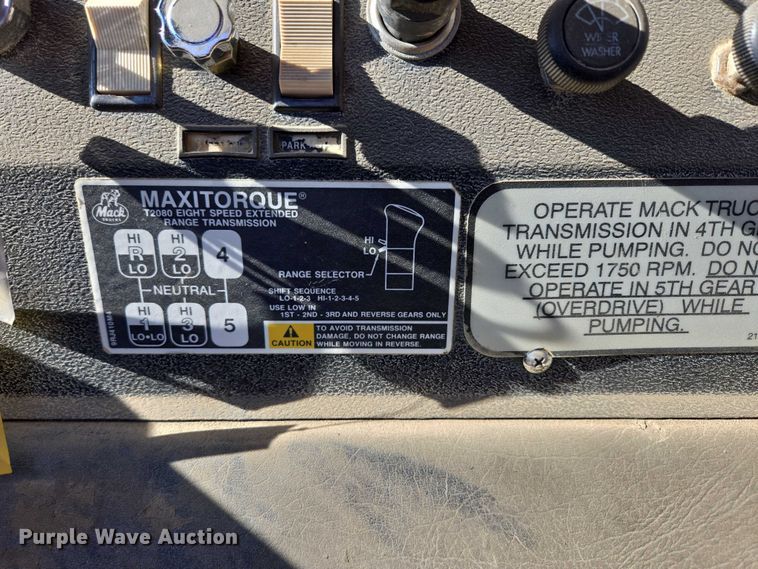 WIPER
WASHER
PARK
Mack
TRUCKS
MAXITORQUE®
T2080 EIGHT SPEED EXTENDED
RANGE TRANSMISSION
HI HI
R 2 4
LO LO
NEUTRAL
HI HI
1 3 5
LO•LO LO
HI
LO
RANGE SELECTOR
SHIFT SEQUENCE
LO-1-2-3 HI-1-2-3-4-5
USE LOW IN
1ST - 2ND - 3RD AND REVERSE GEARS ONLY
CAUTION
TO AVOID TRANSMISSION
DAMAGE, DO NOT CHANGE RANGE
WHILE MOVING IN REVERSE.
OPERATE MACK TRUC
TRANSMISSION IN 4TH GE
WHILE PUMPING. DO NO
EXCEED 1750 RPM. DO NO
OPERATE IN 5TH GEAR
(OVERDRIVE) WHILE
PUMPING.
21
Purple Wave Auction